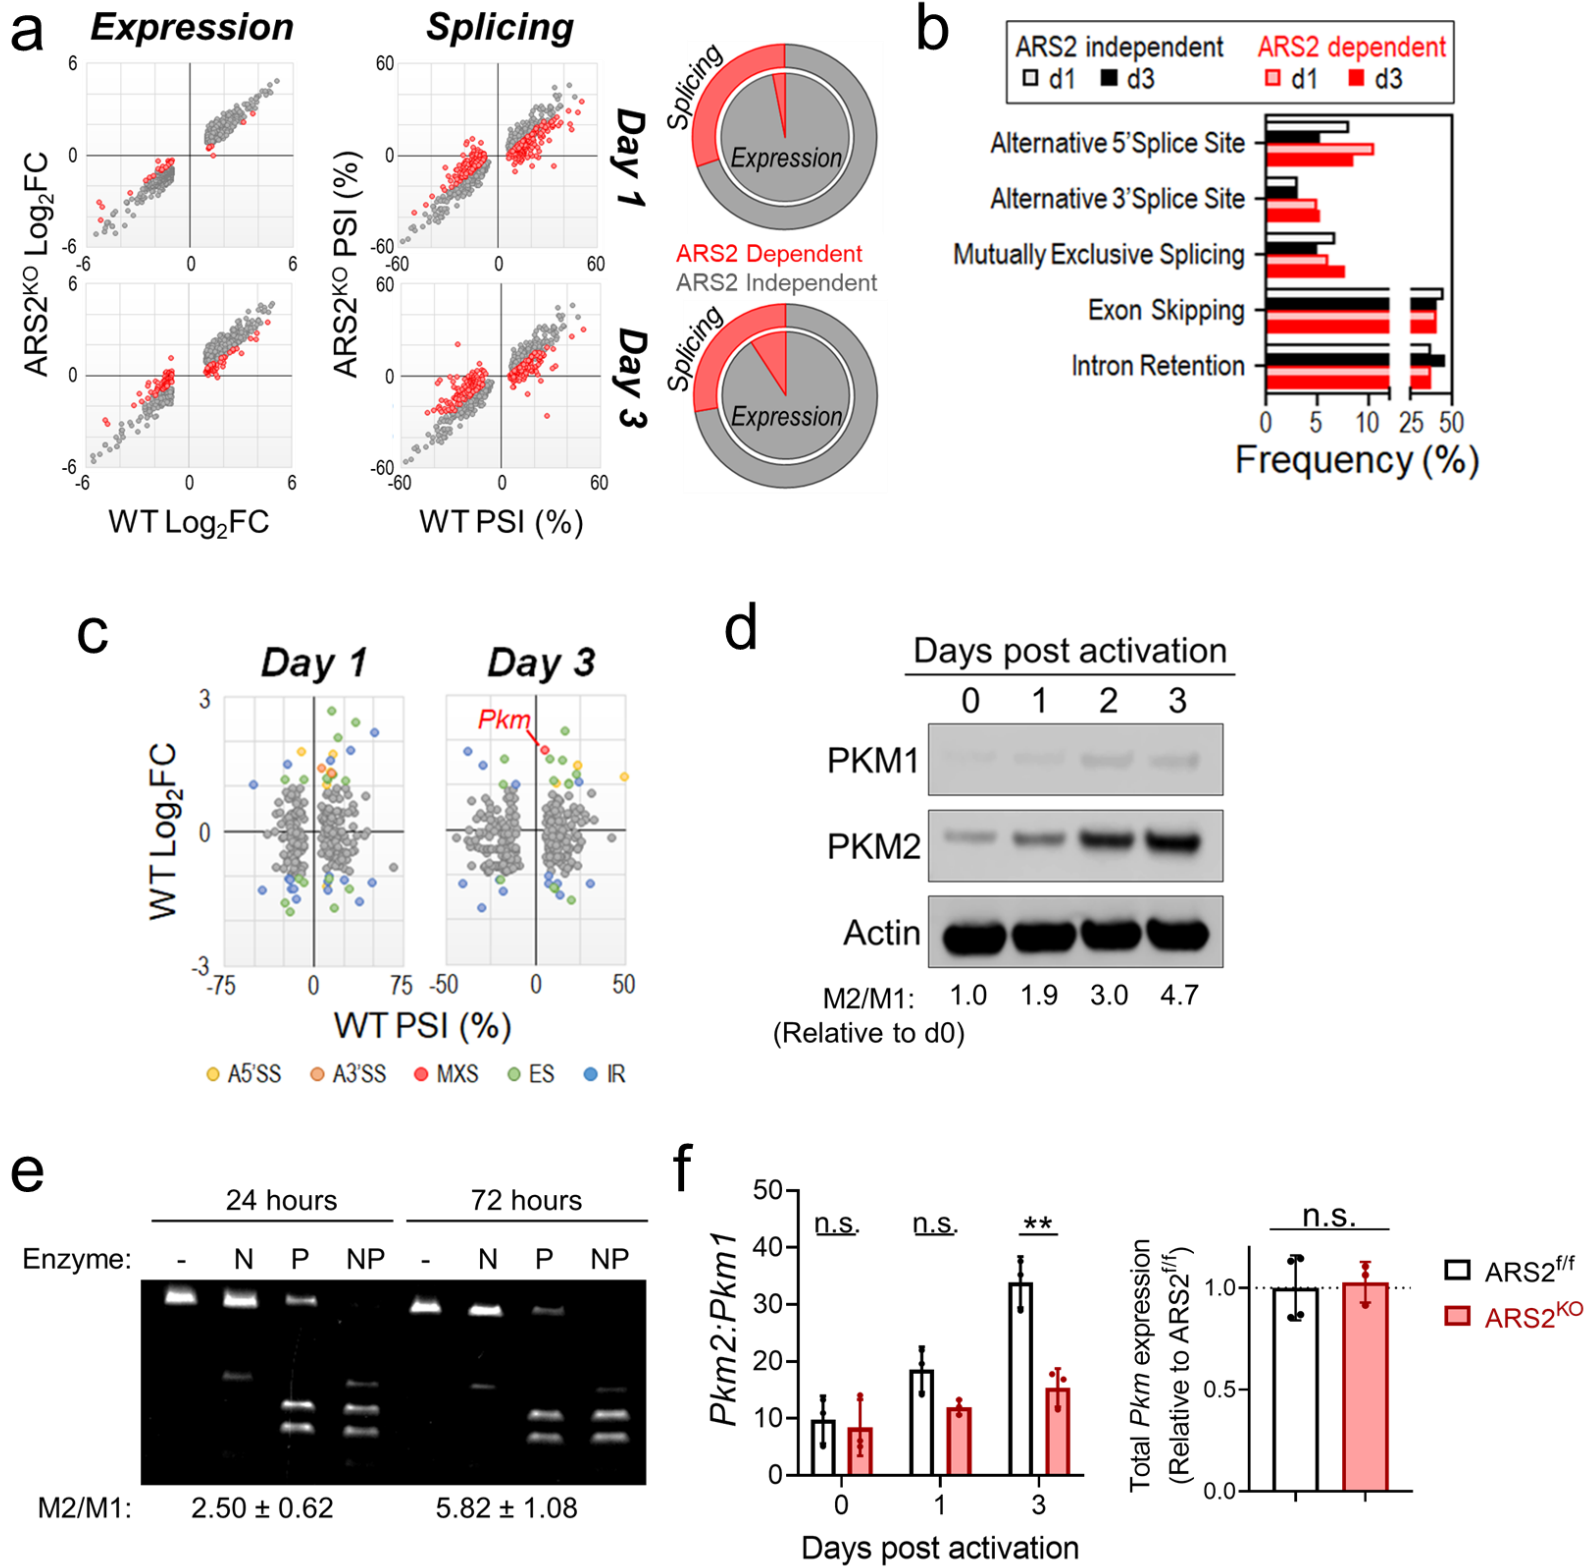 a
Expression
Splicing
6
0
-6
-6
0
6
ARS2KO Log2FC
6
0
-6
-6
0
6
WT Log2FC
60
0
-60
-60
0
60
ARS2KO PSI (%)
60
0
-60
-60
0
60
WT PSI (%)
Day 1
Day 3
Splicing
Expression
ARS2 Dependent
ARS2 Independent
Splicing
Expression
b
ARS2 independent
d1
d3
ARS2 dependent
d1
d3
Alternative 5'Splice Site
Alternative 3'Splice Site
Mutually Exclusive Splicing
Exon Skipping
Intron Retention
0 5 10 25 50
Frequency (%)
c
Day 1
Day 3
3
0
-3
WT Log2FC
Pkm
-75 0 75
-50 0 50
WT PSI (%)
A5'SS
A3'SS
MXS
ES
IR
d
Days post activation
0 1 2 3
PKM1
PKM2
Actin
M2/M1: 1.0 1.9 3.0 4.7
(Relative to d0)
e
24 hours
72 hours
Enzyme: - N P NP - N P NP
M2/M1: 2.50 ± 0.62 5.82 ± 1.08
f
Pkm2:Pkm1
50
40
30
20
10
0
n.s.
n.s.
**
0 1 3
Days post activation
Total Pkm expression
(Relative to ARS2f/f)
1.0
0.5
0.0
n.s.
ARS2f/f
ARS2KO